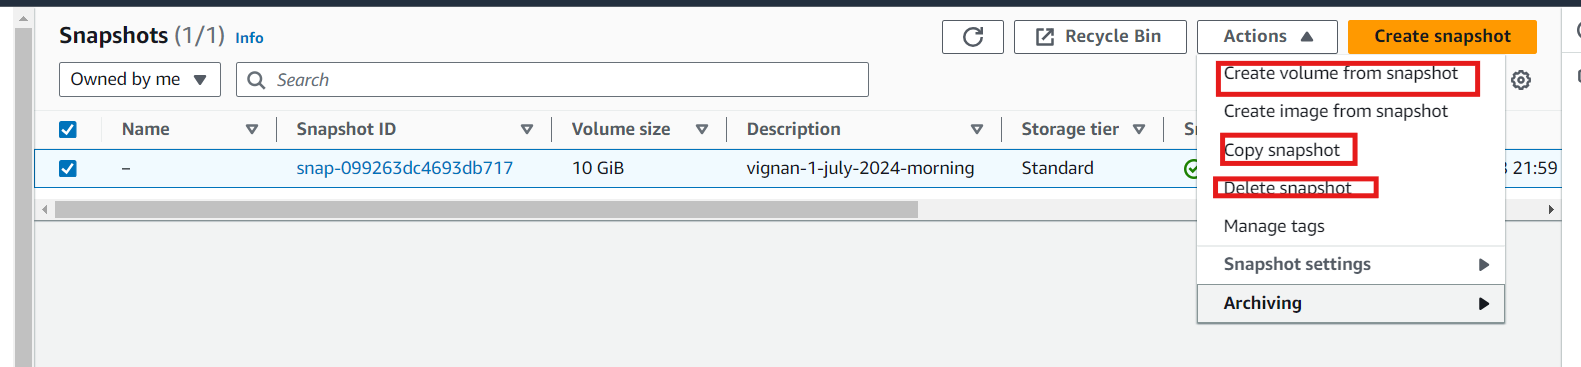 Snapshots (1/1) Info
Recycle Bin
Actions
Create snapshot
Owned by me
Search
Create volume from snapshot
Create image from snapshot
Copy snapshot
Delete snapshot
Manage tags
Snapshot settings
Archiving
Name
Snapshot ID
Volume size
Description
Storage tier
–
snap-099263dc4693db717
10 GiB
vignan-1-july-2024-morning
Standard
21:59